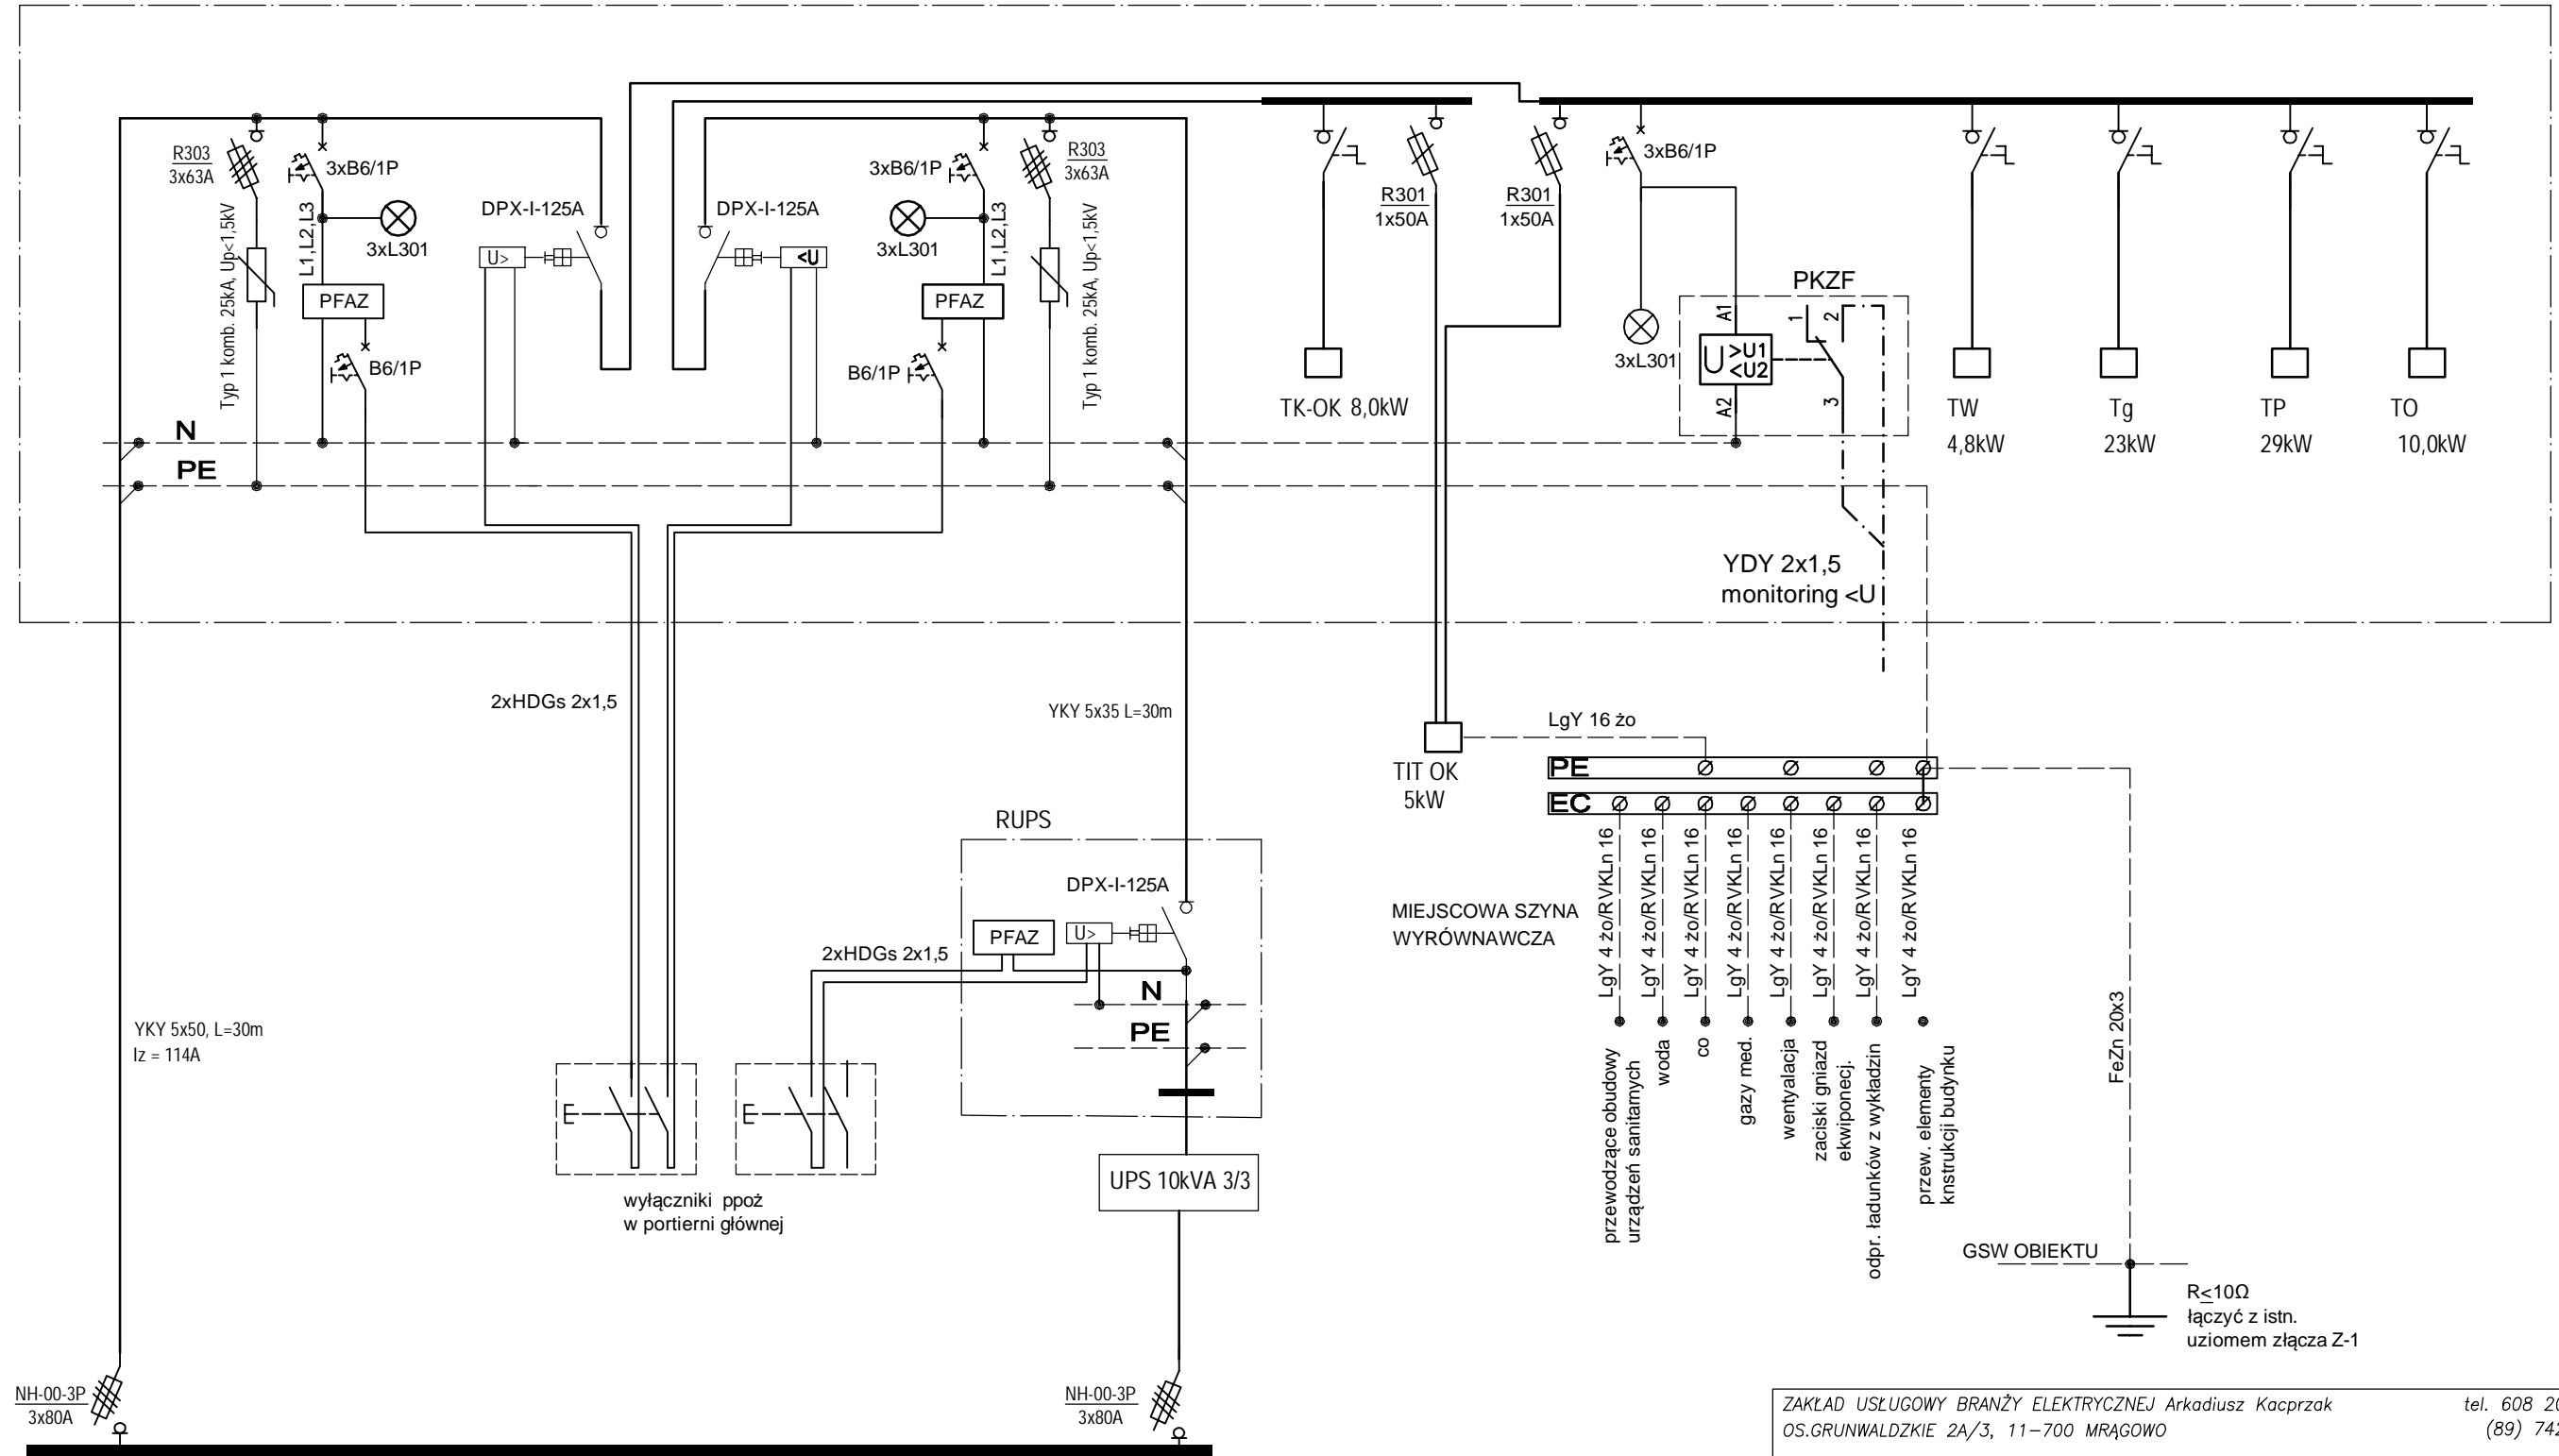 R303
3x63A
3xB6/1P
L1,L2,L3
3xL301
Typ 1 komb. 25kA, Up<1,5kV
PFAZ
B6/1P
DPX-I-125A
U>
DPX-I-125A
<U
3xB6/1P
3xL301
L1,L2,L3
PFAZ
B6/1P
R303
3x63A
Typ 1 komb. 25kA, Up<1,5kV
N
PE
R301
1x50A
R301
1x50A
TK-OK 8,0kW
3xB6/1P
3xL301
PKZF
A1
A2
U >U1
<U2
1
2
3
YDY 2x1,5
monitoring <U
TW
4,8kW
Tg
23kW
TP
29kW
TO
10,0kW
2xHDGs 2x1,5
YKY 5x35 L=30m
LgY 16 żo
TIT OK
5kW
PE
EC
MIEJSCOWA SZYNA
WYRÓWNAWCZA
LgY 4 żo/RVKLn 16
LgY 4 żo/RVKLn 16
LgY 4 żo/RVKLn 16
LgY 4 żo/RVKLn 16
LgY 4 żo/RVKLn 16
LgY 4 żo/RVKLn 16
LgY 4 żo/RVKLn 16
LgY 4 żo/RVKLn 16
przewodzące obudowy
urządzeń sanitarnych
woda
co
gazy med.
wentyalacja
zaciski gniazd
ekwiponecj.
odpr. ładunków z wykładzin
przew. elementy
knstrukcji budynku
FeZn 20x3
GSW OBIEKTU
R≤10Ω
łączyć z istn.
uziomem złącza Z-1
RUPS
DPX-I-125A
PFAZ
U>
2xHDGs 2x1,5
N
PE
UPS 10kVA 3/3
YKY 5x50, L=30m
Iz = 114A
wyłączniki ppoż
w portierni głównej
NH-00-3P
3x80A
NH-00-3P
3x80A
ZAKŁAD USŁUGOWY BRANŻY ELEKTRYCZNEJ Arkadiusz Kacprzak tel. 608 20
OS.GRUNWALDZKIE 2A/3, 11-700 MRĄGOWO (89) 742